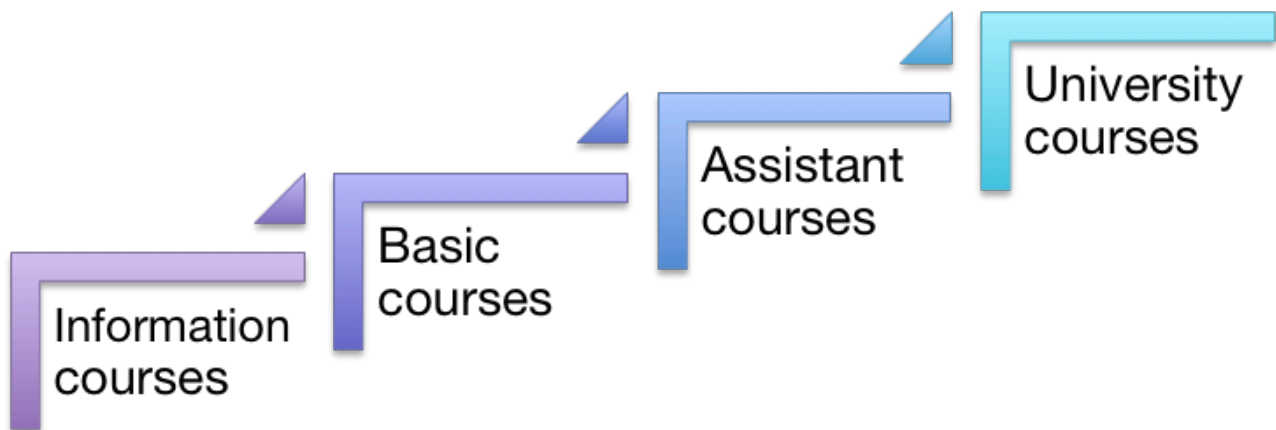 Information
courses
Basic
courses
Assistant
courses
University
courses